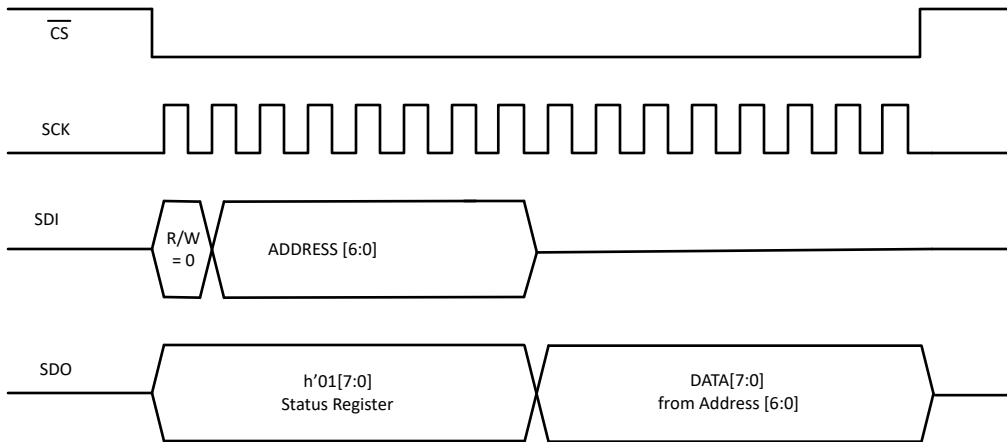 CS
SCK
SDI
R/W
= 0
ADDRESS [6:0]
SDO
h’01[7:0]
Status Register
DATA[7:0]
from Address [6:0]